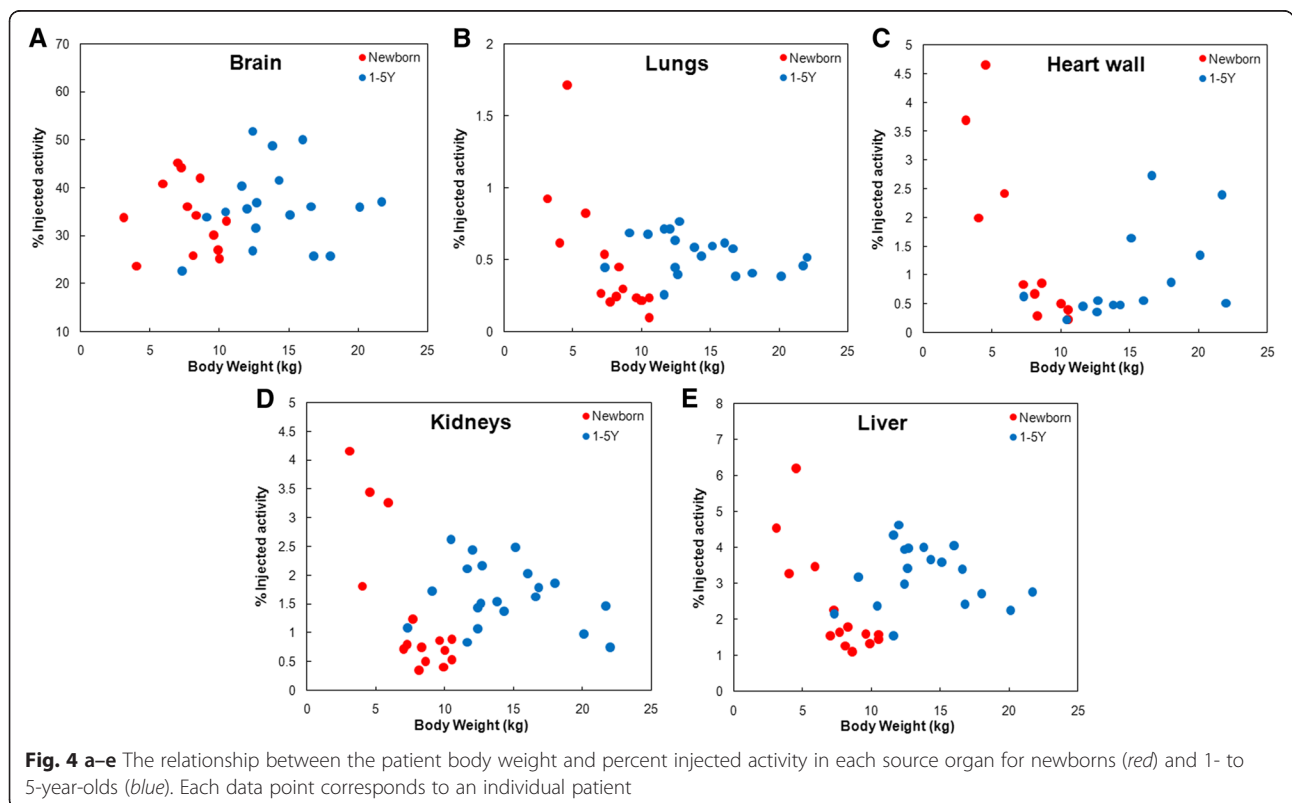 A
Brain
Newborn
1-5Y
70
60
50
40
30
20
10
0
5
10
15
20
25
% Injected activity
Body Weight (kg)
B
Lungs
Newborn
1-5Y
2
1.5
1
0.5
0
0
5
10
15
20
25
% Injected activity
Body Weight (kg)
C
Heart wall
Newborn
1-5Y
5
4.5
4
3.5
3
2.5
2
1.5
1
0.5
0
0
5
10
15
20
25
% Injected activity
Body Weight (kg)
D
Kidneys
Newborn
1-5Y
5
4.5
4
3.5
3
2.5
2
1.5
1
0.5
0
0
5
10
15
20
25
% Injected activity
Body Weight (kg)
E
Liver
Newborn
1-5Y
8
7
6
5
4
3
2
1
0
0
5
10
15
20
25
% Injected activity
Body Weight (kg)
Fig. 4 a–e The relationship between the patient body weight and percent injected activity in each source organ for newborns (red) and 1- to
5-year-olds (blue). Each data point corresponds to an individual patient